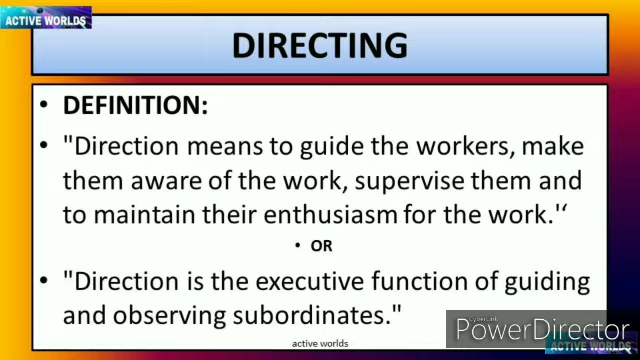 ACTIVE WORLDS
DIRECTING
• DEFINITION:
• "Direction means to guide the workers, make
them aware of the work, supervise them and
to maintain their enthusiasm for the work.'‘
• OR
• "Direction is the executive function of guiding
and observing subordinates."
CyberLink
PowerDirector
active worlds
ACTIVE WORLDS